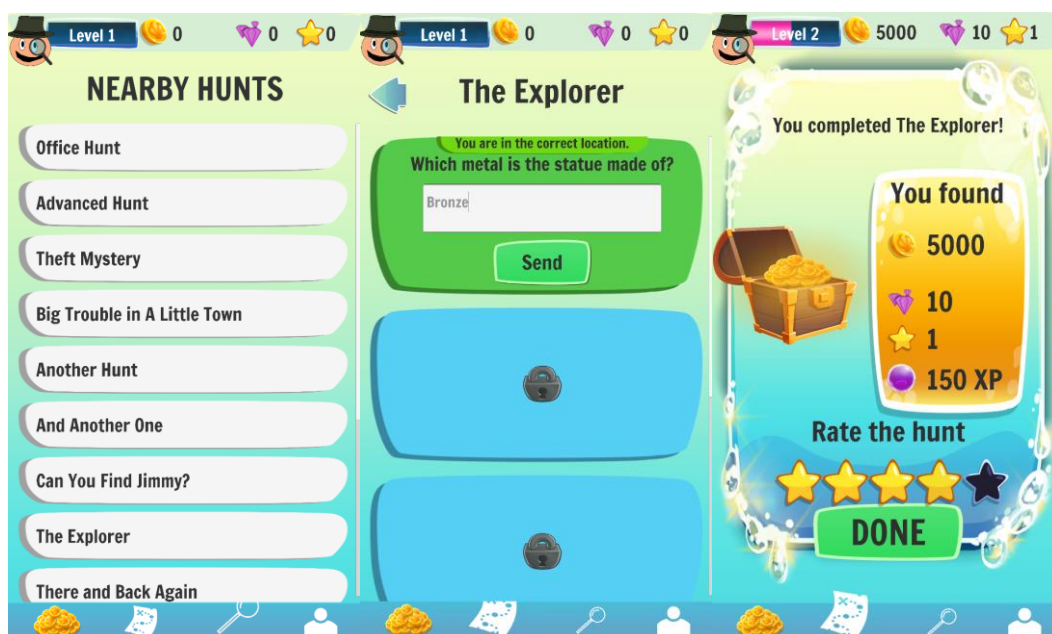 Level 1
0
0
0
NEARBY HUNTS
Office Hunt
Advanced Hunt
Theft Mystery
Big Trouble in A Little Town
Another Hunt
And Another One
Can You Find Jimmy?
The Explorer
There and Back Again
Level 1
0
0
0
The Explorer
You are in the correct location.
Which metal is the statue made of?
Bronze
Send
Level 2
5000
10
1
You completed The Explorer!
You found
5000
10
1
150 XP
Rate the hunt
DONE